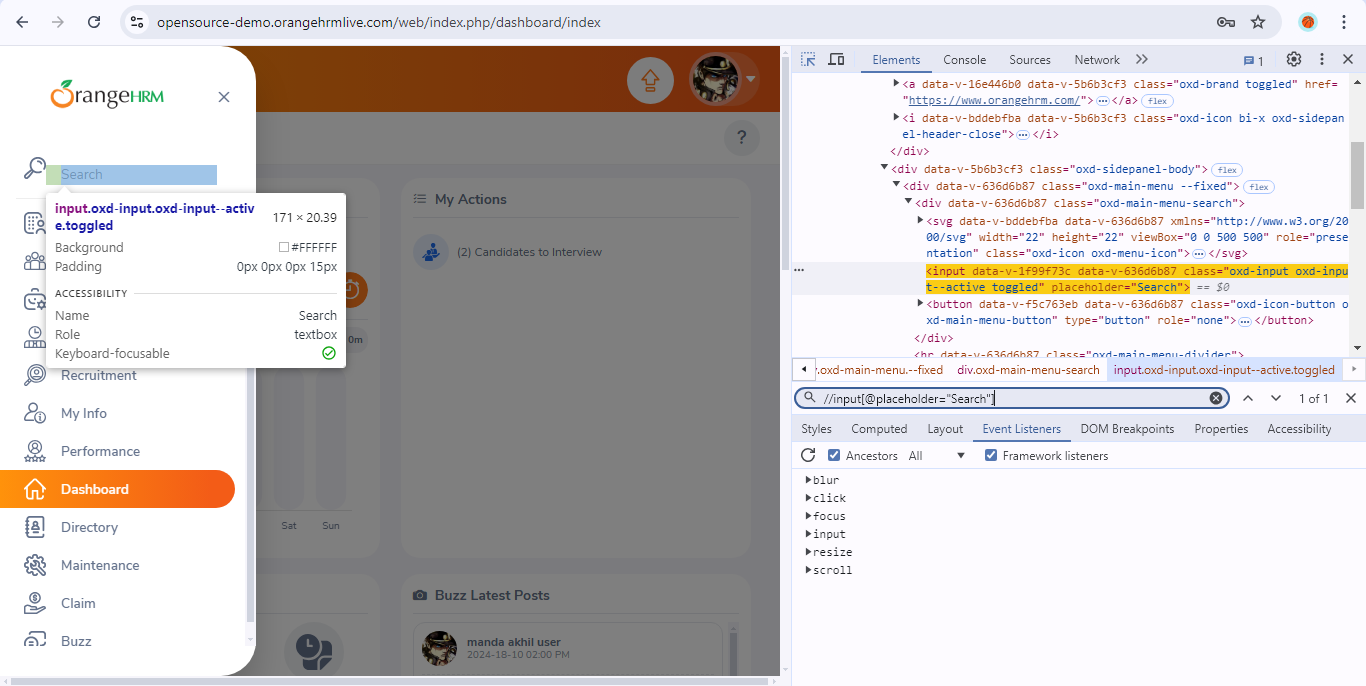 opensource-demo.orangehrmlive.com/web/index.php/dashboard/index
OrangeHRM
Search
input.oxd-input.oxd-input--activ
e.toggled
171 × 20.39
Background
#FFFFFF
Padding
0px 0px 0px 15px
ACCESSIBILITY
Name
Search
Role
textbox
Keyboard-focusable
Recruitment
My Info
Performance
Dashboard
Directory
Maintenance
Claim
Buzz
?
My Actions
(2) Candidates to Interview
0m
Sat
Sun
Buzz Latest Posts
manda akhil user
2024-18-10 02:00 PM
Elements
Console
Sources
Network
1
<a data-v-16e446b0 data-v-5b6b3cf3 class="oxd-brand toggled" href=
"https://www.orangehrm.com/"> … </a> flex
<i data-v-bddebfba data-v-5b6b3cf3 class="oxd-icon bi-x oxd-sidepan
el-header-close"> … </i>
</div>
<div data-v-5b6b3cf3 class="oxd-sidepanel-body"> flex
<div data-v-636d6b87 class="oxd-main-menu --fixed"> flex
<div data-v-636d6b87 class="oxd-main-menu-search">
<svg data-v-bddebfba data-v-636d6b87 xmlns="http://www.w3.org/20
00/svg" width="22" height="22" viewBox="0 0 500 500" role="prese
ntation" class="oxd-icon oxd-menu-icon"> … </svg>
<input data-v-1f99f73c data-v-636d6b87 class="oxd-input oxd-inpu
t--active toggled" placeholder="Search"> == $0
<button data-v-f5c763eb data-v-636d6b87 class="oxd-icon-button o
xd-main-menu-button" type="button" role="none"> … </button>
</div>
<hr data-v-636d6b87 class="oxd-main-menu-divider">
v.oxd-main-menu.--fixed
div.oxd-main-menu-search
input.oxd-input.oxd-input--active.toggled
//input[@placeholder="Search"]
1 of 1
Styles
Computed
Layout
Event Listeners
DOM Breakpoints
Properties
Accessibility
Ancestors
All
Framework listeners
blur
click
focus
input
resize
scroll